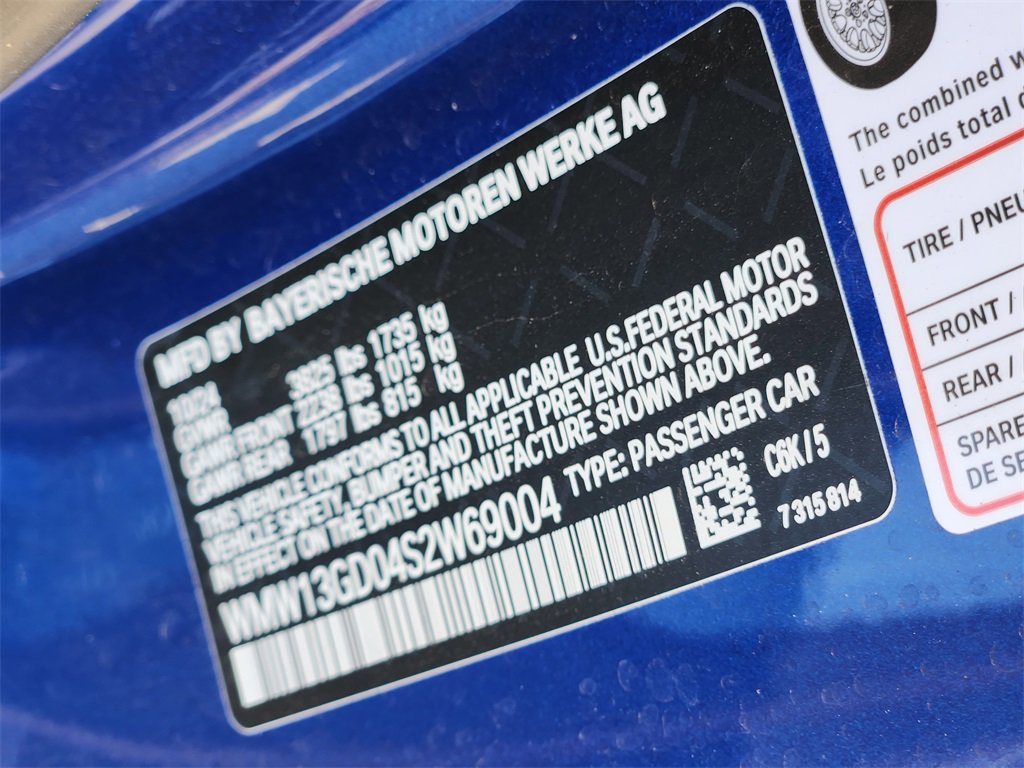 MFD BY BAYERISCHE MOTOREN WERKE AG
10/24
GVWR 3825 lbs 1735 kg
GAWR FRONT 2238 lbs 1015 kg
GAWR REAR 1797 lbs 815 kg
THIS VEHICLE CONFORMS TO ALL APPLICABLE U.S.FEDERAL MOTOR
VEHICLE SAFETY, BUMPER AND THEFT PREVENTION STANDARDS
IN EFFECT ON THE DATE OF MANUFACTURE SHOWN ABOVE.
WMW13GD04S2W69004 TYPE: PASSENGER CAR
C6K/5
7315814
The combined w
Le poids total d
TIRE / PNEU
FRONT /
REAR /
SPARE
DE SE